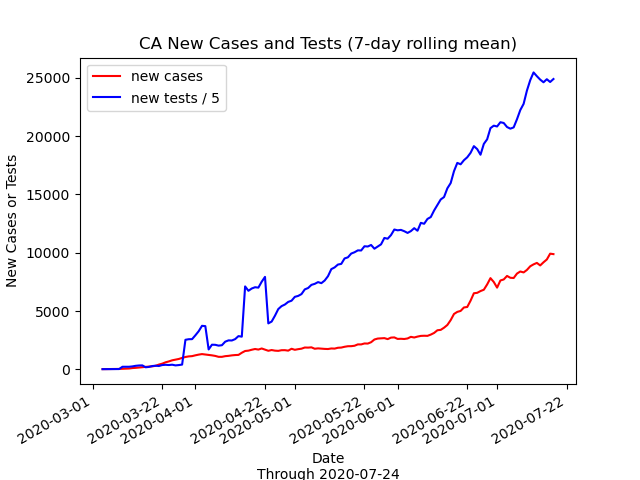 CA New Cases and Tests (7-day rolling mean)
new cases
new tests / 5
New Cases or Tests
25000
20000
15000
10000
5000
0
2020-03-01
2020-03-22
2020-04-01
2020-04-22
2020-05-01
2020-05-22
2020-06-01
2020-06-22
2020-07-01
2020-07-22
Date
Through 2020-07-24